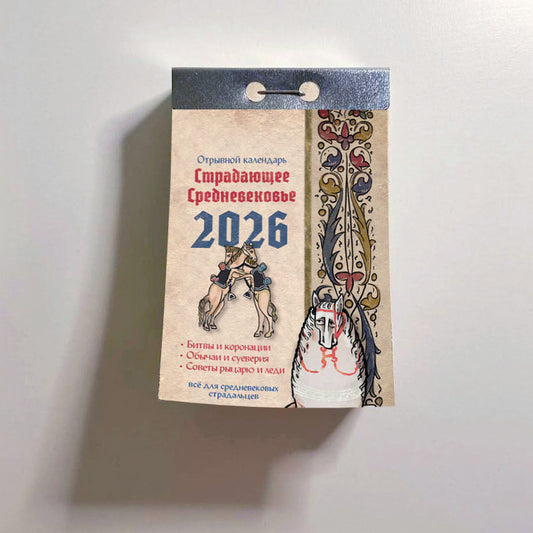 Отрывной календарь
Страдающее
Средневековье
2026
• Битвы и коронации
• Обычаи и суеверия
• Советы рыцарю и леди
всё для средневековых
страдальцев